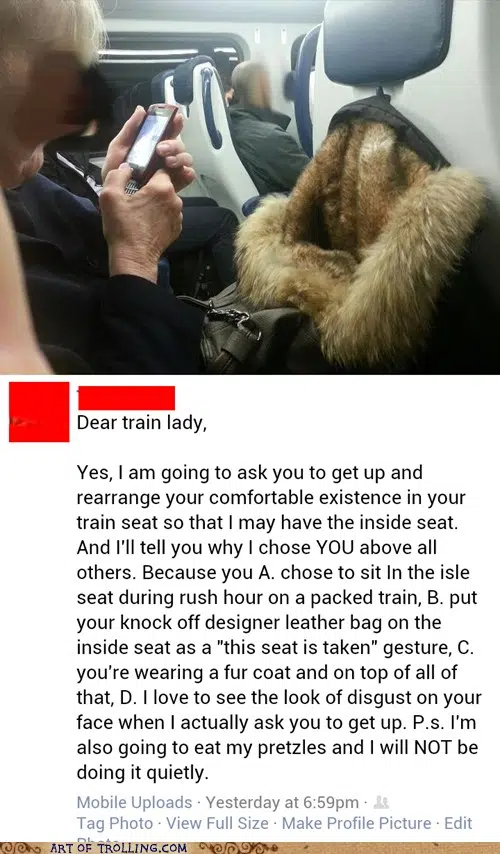 Dear train lady,
Yes, I am going to ask you to get up and
rearrange your comfortable existence in your
train seat so that I may have the inside seat.
And I'll tell you why I chose YOU above all
others. Because you A. chose to sit In the isle
seat during rush hour on a packed train, B. put
your knock off designer leather bag on the
inside seat as a "this seat is taken" gesture, C.
you're wearing a fur coat and on top of all of
that, D. I love to see the look of disgust on your
face when I actually ask you to get up. P.s. I'm
also going to eat my pretzles and I will NOT be
doing it quietly.
Mobile Uploads · Yesterday at 6:59pm ·
Tag Photo · View Full Size · Make Profile Picture · Edit
ART OF TROLLING.COM